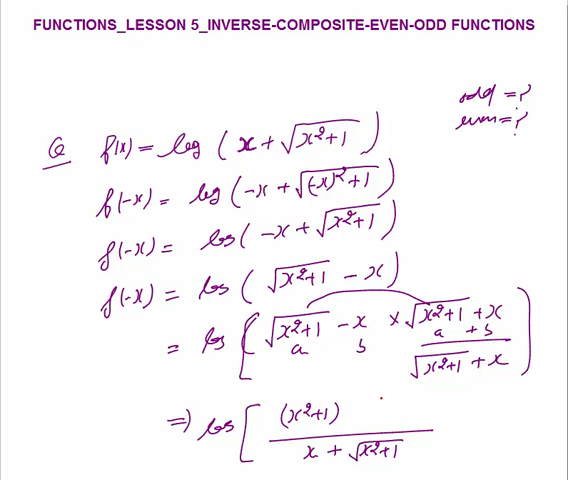 FUNCTIONS_LESSON 5_INVERSE-COMPOSITE-EVEN-ODD FUNCTIONS
odd = ?
even = ?
Q f(x) = log ( x + √(x²+1) )
f(-x) = log ( -x + √((-x)²+1) )
f(-x) = log ( -x + √(x²+1) )
f(-x) = log ( √(x²+1) - x )
= log [ √(x²+1) - x × √(x²+1) + x
a b a + b
√(x²+1) + x ]
⇒ log [ (x²+1)
x + √(x²+1)